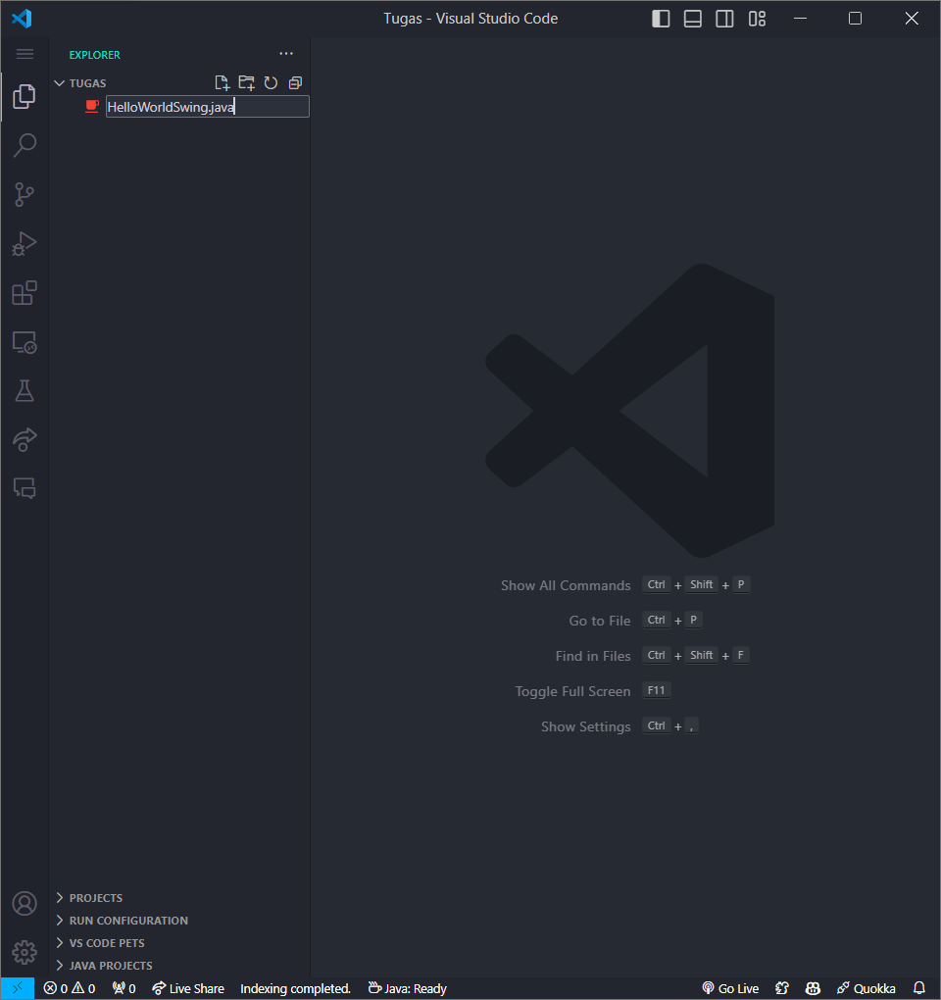 Tugas - Visual Studio Code
EXPLORER
TUGAS
HelloWorldSwing.java
Show All Commands Ctrl + Shift + P
Go to File Ctrl + P
Find in Files Ctrl + Shift + F
Toggle Full Screen F11
Show Settings Ctrl + ,
PROJECTS
RUN CONFIGURATION
VS CODE PETS
JAVA PROJECTS
0 0 0 Live Share Indexing completed. Java: Ready Go Live Quokka